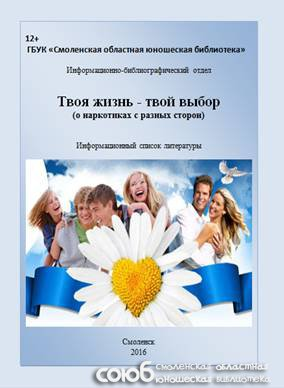 12+
ГБУК «Смоленская областная юношеская библиотека»
Информационно-библиографический отдел
Твоя жизнь - твой выбор
(о наркотиках с разных сторон)
Информационный список литературы
Смоленск
2016
союб смоленская областная
юношеская библиотека